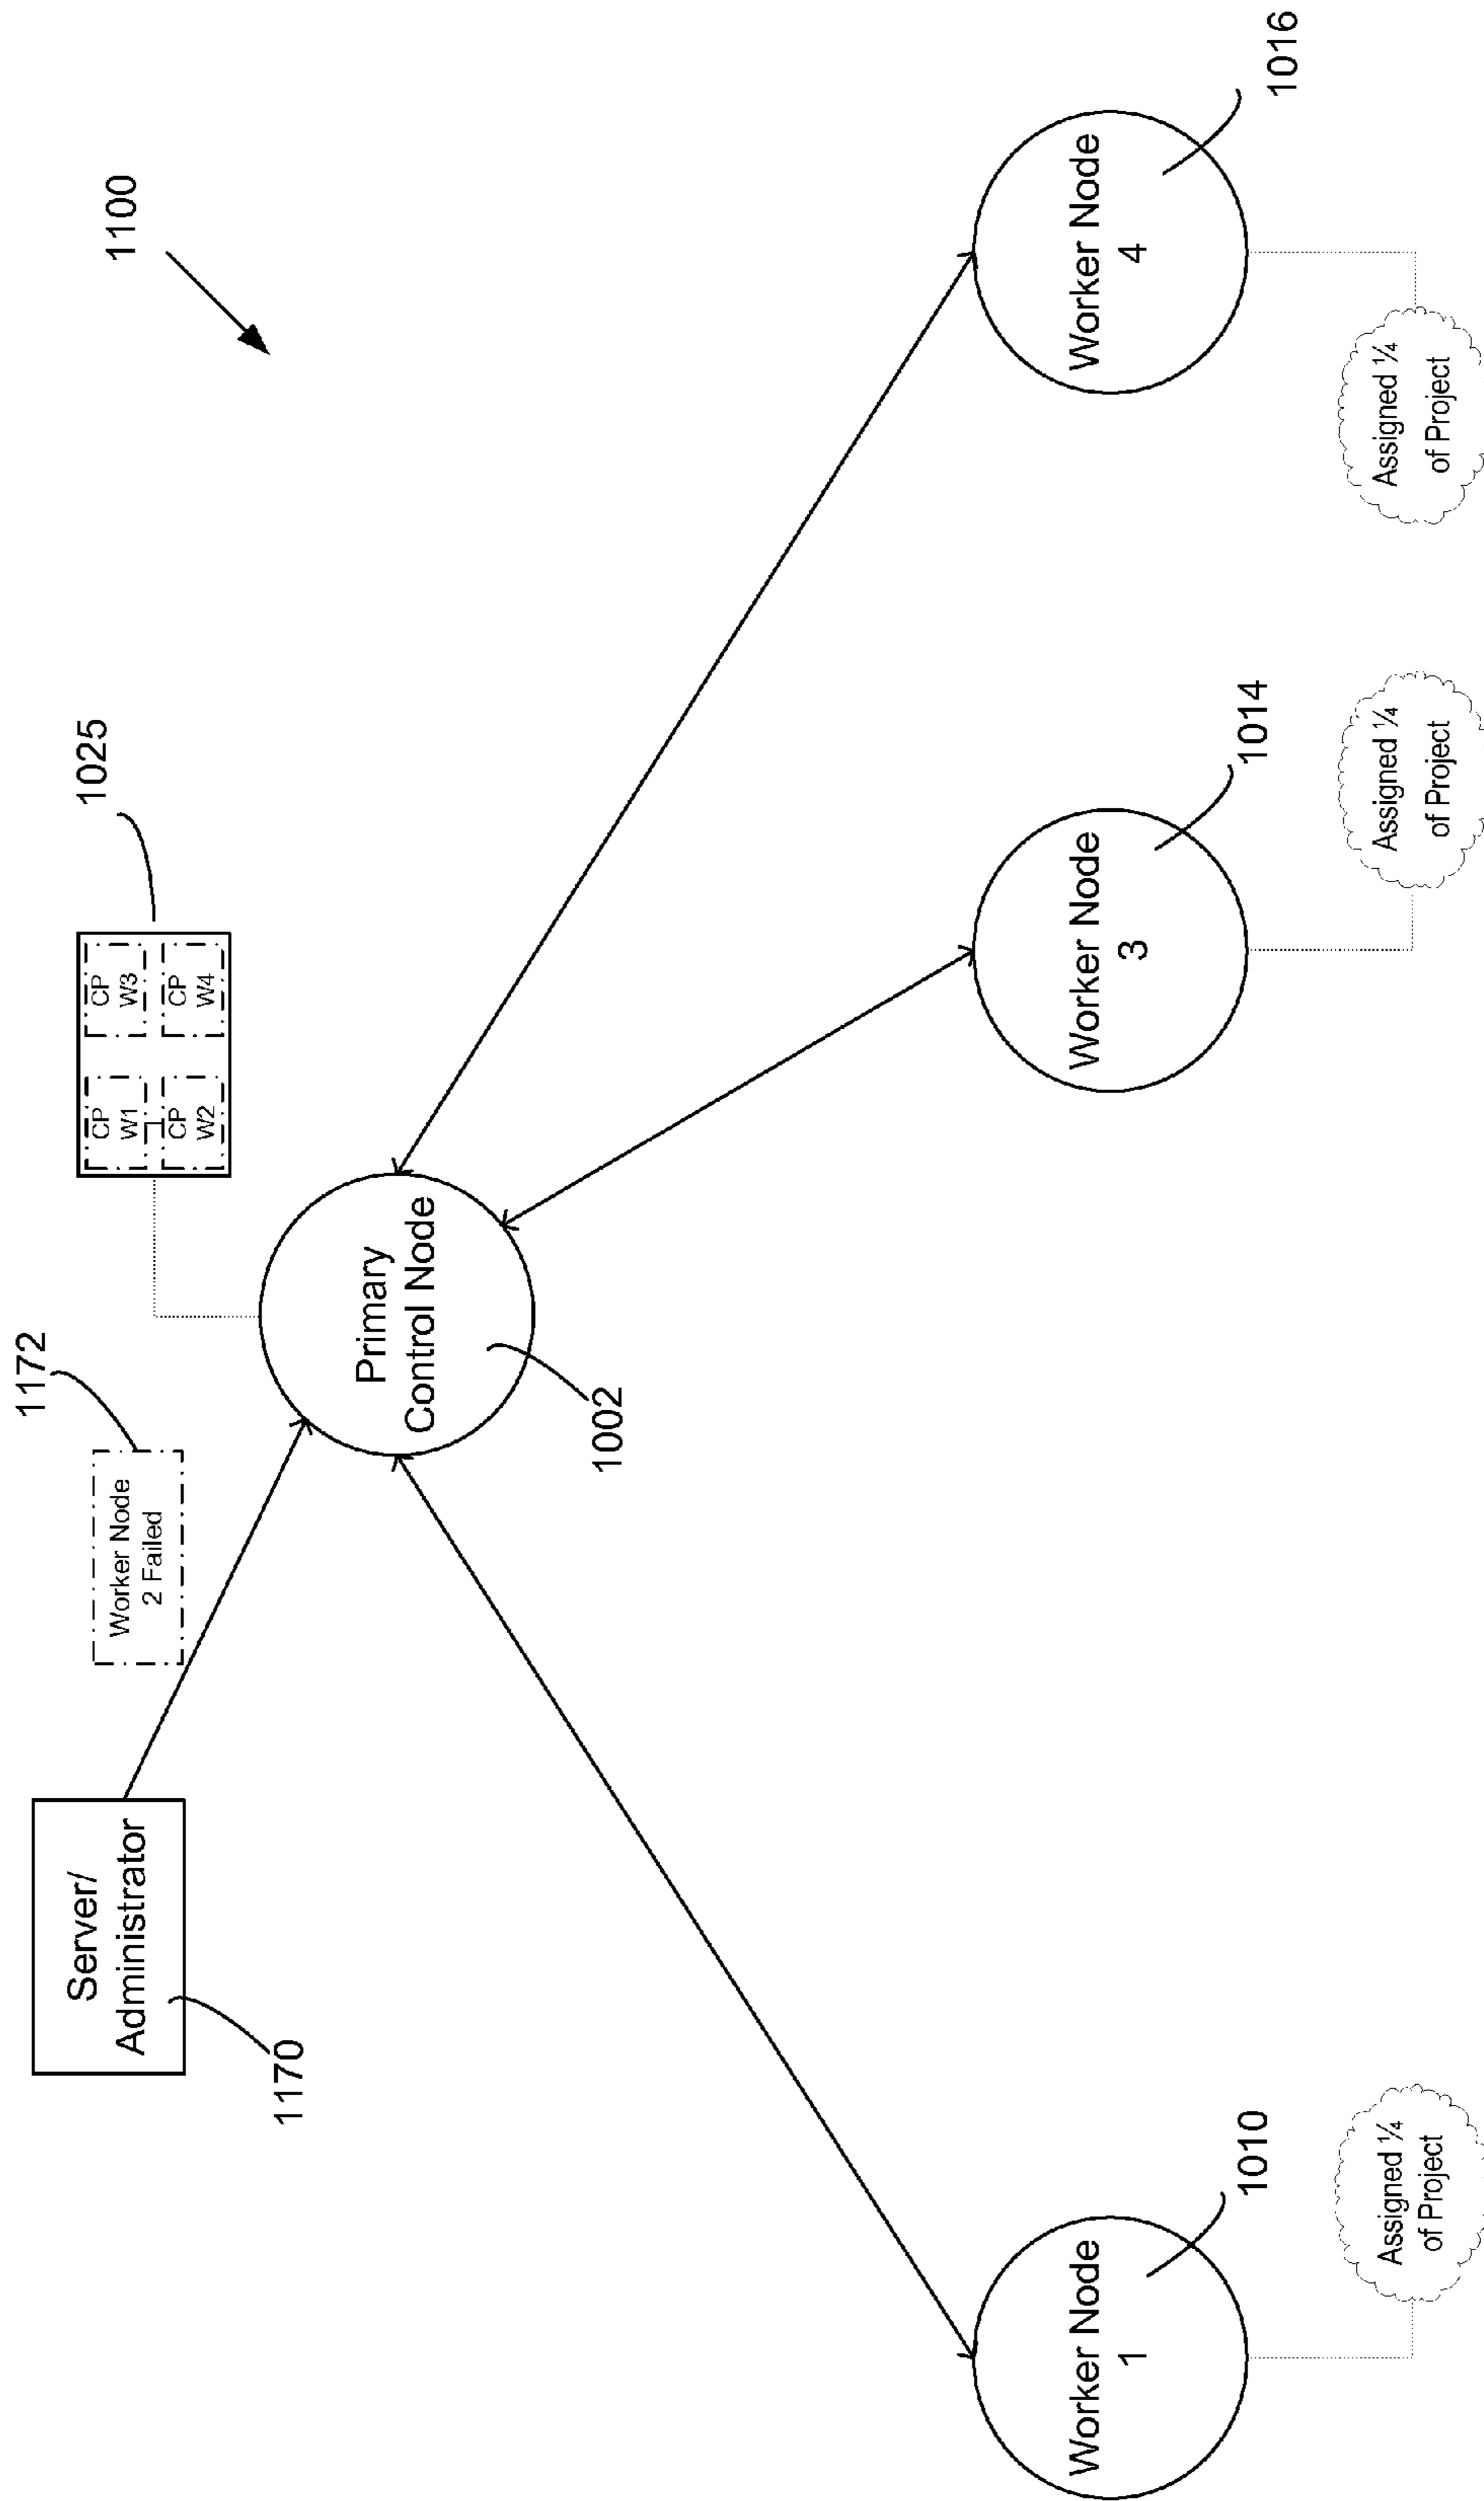 1100
1172
1025
Server/
Administrator
1170
Worker Node
2 Failed
CP
W1
CP
W3
CP
W2
CP
W4
Primary
Control Node
1002
Worker Node
1
1010
Worker Node
3
1014
Worker Node
4
1016
Assigned ¼
of Project
Assigned ¼
of Project
Assigned ¼
of Project